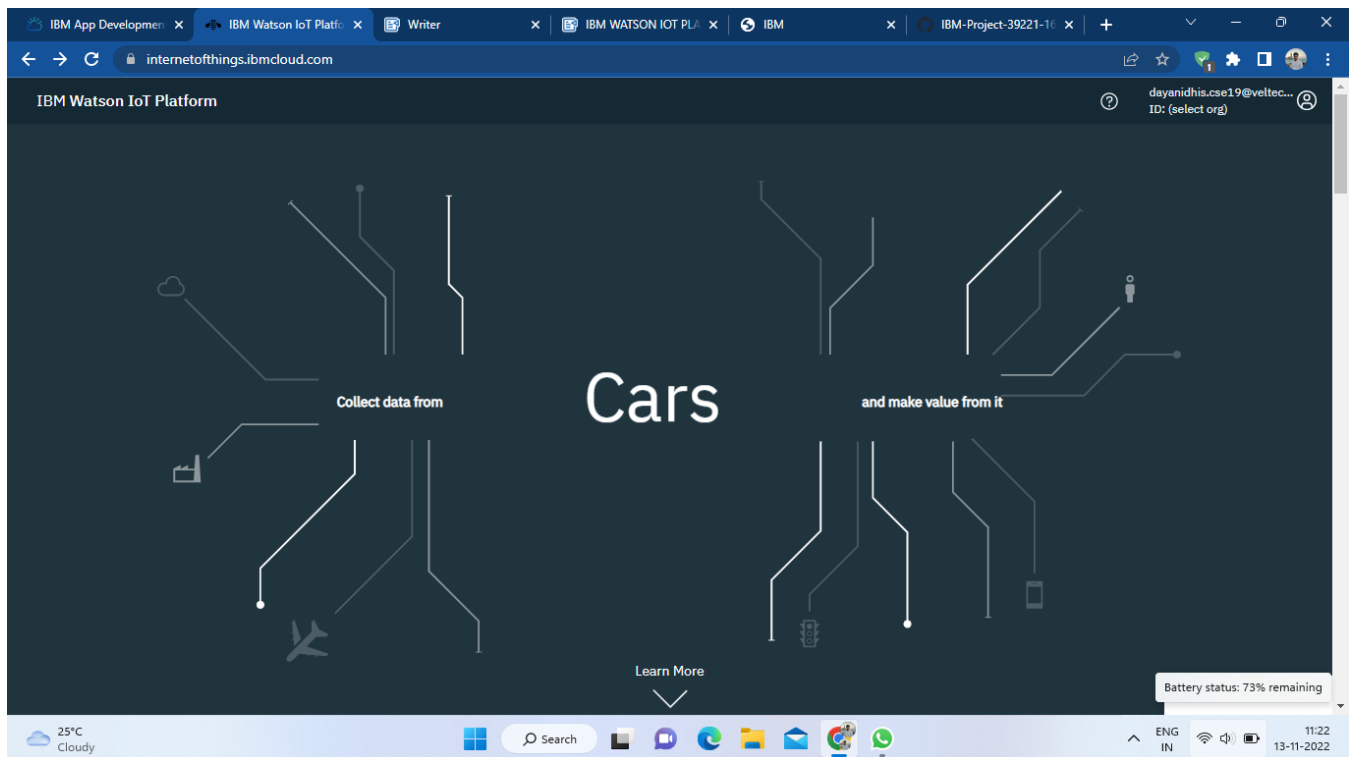 IBM App Developmen
IBM Watson IoT Platfo
Writer
IBM WATSON IOT PLA
IBM
IBM-Project-39221-16
internetofthings.ibmcloud.com
1
IBM Watson IoT Platform
dayanidhis.cse19@veltec...
ID: (select org)
Collect data from
Cars
and make value from it
Learn More
Battery status: 73% remaining
25°C
Cloudy
Search
ENG
IN
11:22
13-11-2022